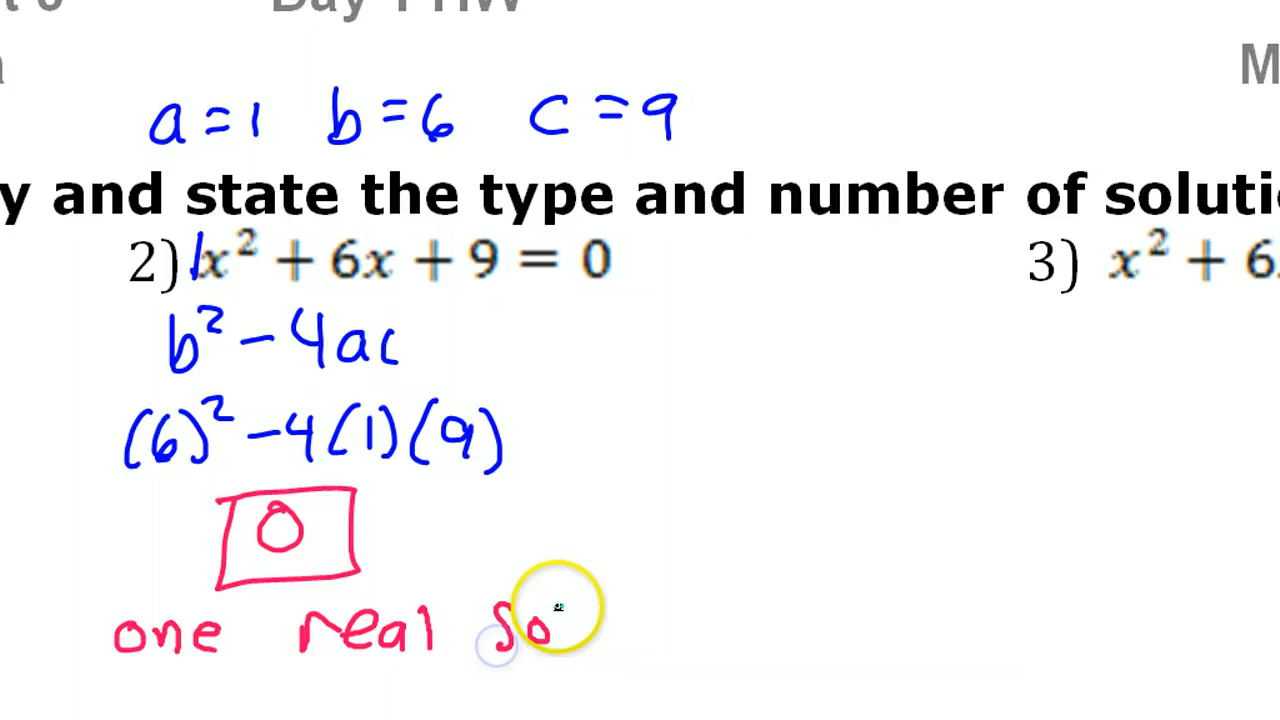 Day 1 HW
M
a = 1 b = 6 c = 9
y and state the type and number of soluti
2) 1x² + 6x + 9 = 0
3) x² + 6
b² - 4ac
(6)² - 4(1)(9)
0
one real so